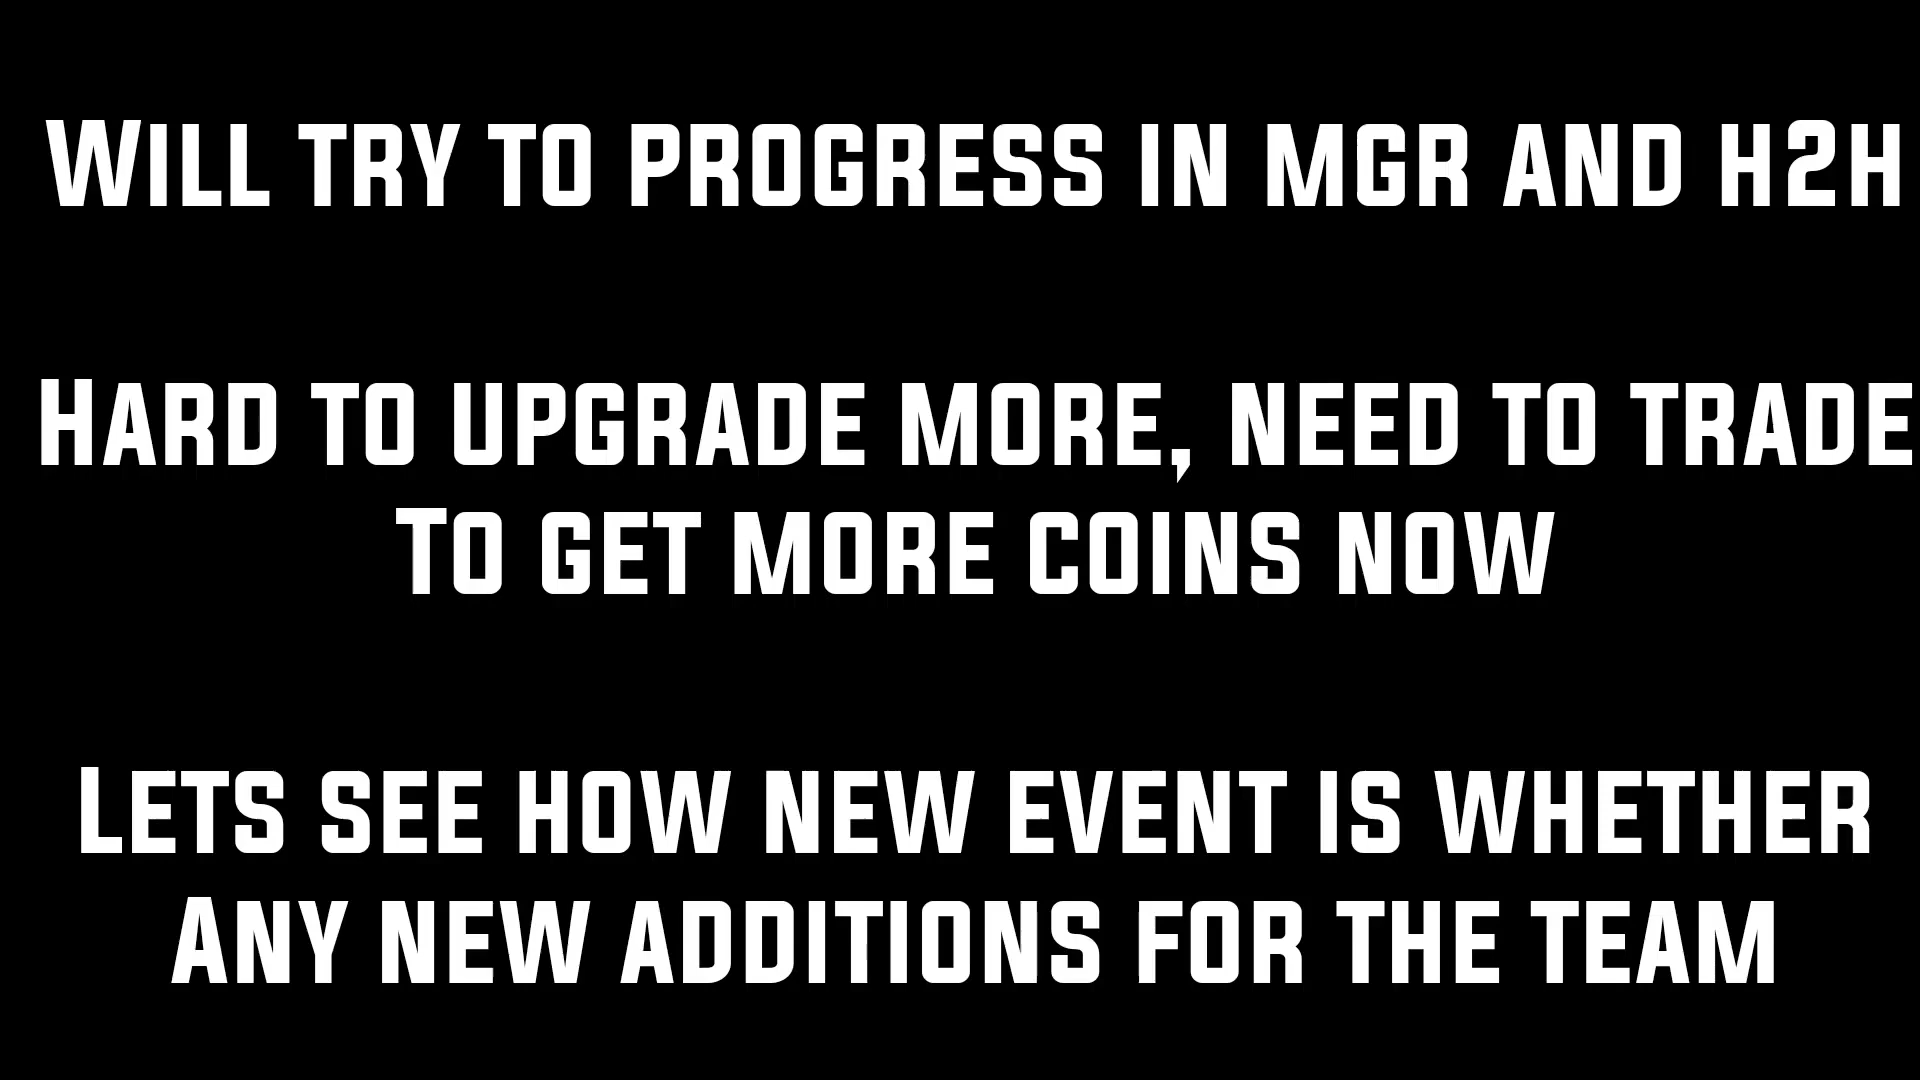 Will try to progress in mgr and h2h
Hard to upgrade more, need to trade
To get more coins now
Lets see how new event is whether
Any new additions for the team